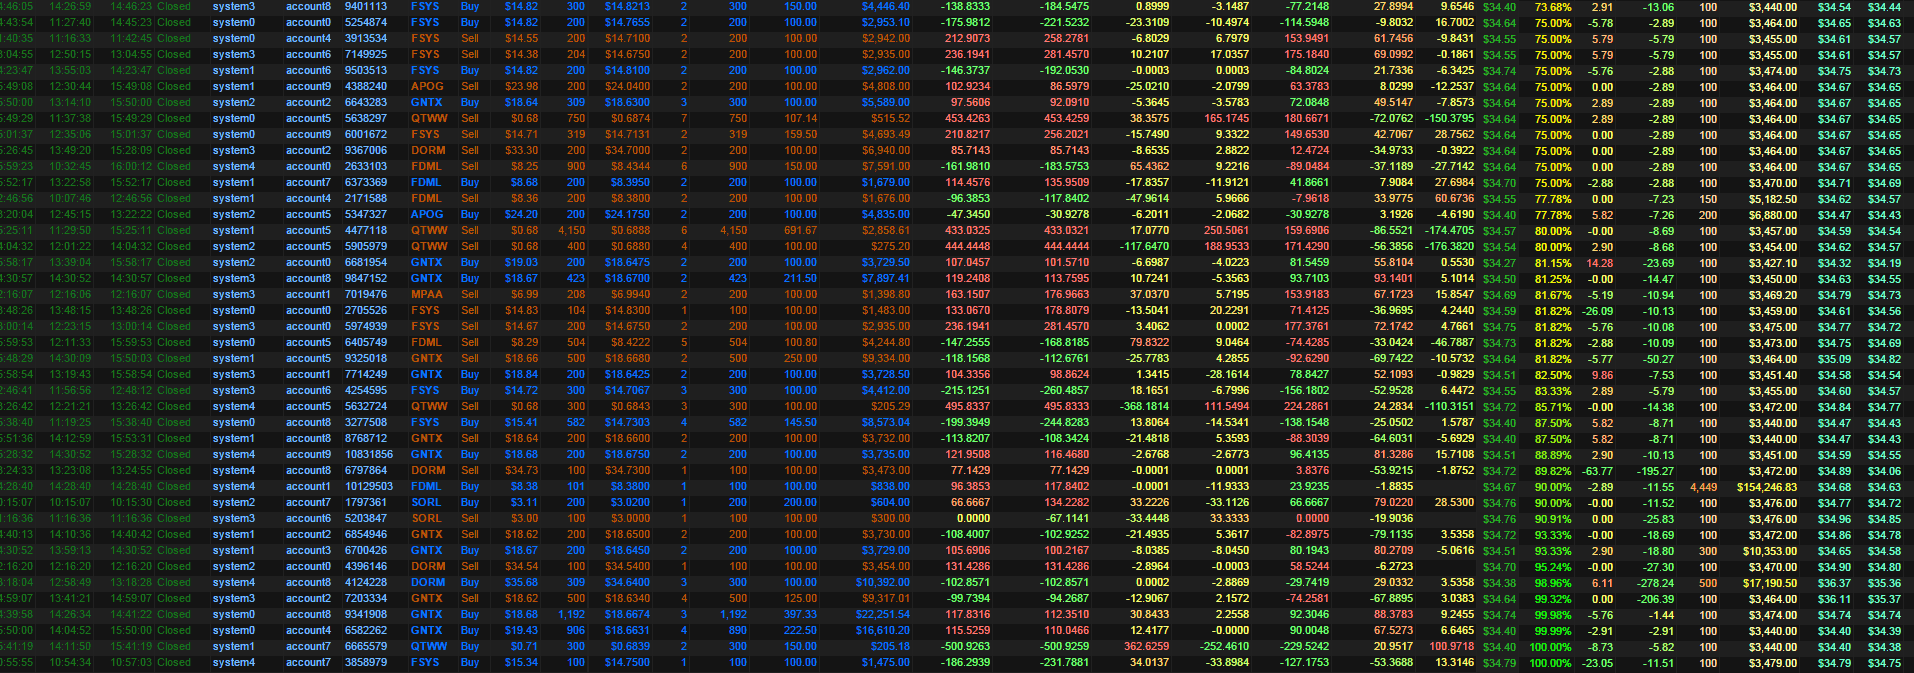 4:46:05 14:26:59 14:46:23 Closed system3 account8 9401113 FSYS Buy $14.82 300 $14.8213 2 300 150.00 $4,446.40 -138.8333 -184.5475 0.8999 -3.1487 -77.2148 27.8994 9.6546 $34.40 73.68% 2.91 -13.06 100 $3,440.00 $34.54 $34.44
:43:54 11:27:40 10:45:23 Closed system0 account0 5254874 FSYS Buy $14.82 200 $14.7655 2 200 100.00 $2,953.10 -175.9812 -221.5232 -23.3109 -10.4974 -114.5948 -9.8032 16.7002 $34.64 75.00% -5.78 -2.89 100 $3,464.00 $34.65 $34.63
:40:35 11:16:33 11:42:45 Closed system0 account4 3913534 FSYS Sell $14.55 200 $14.7100 2 200 100.00 $2,942.00 212.9073 258.2781 -6.8029 6.7979 153.9491 61.7456 -9.8431 $34.55 75.00% 5.79 -5.79 100 $3,455.00 $34.61 $34.57
:04:55 12:50:15 13:04:55 Closed system3 account6 7149925 FSYS Sell $14.38 204 $14.6750 2 200 100.00 $2,935.00 236.1941 281.4570 10.2107 17.0357 175.1840 69.0992 -0.1861 $34.55 75.00% 5.79 -5.79 100 $3,455.00 $34.61 $34.57
:23:47 13:55:03 14:23:47 Closed system1 account6 9503513 FSYS Buy $14.82 200 $14.8100 2 200 100.00 $2,962.00 -146.3737 -192.0530 -0.0003 0.0003 -84.8024 21.7336 -6.3425 $34.74 75.00% -5.76 -2.88 100 $3,474.00 $34.75 $34.73
:49:08 12:30:44 15:49:08 Closed system1 account9 4388240 APOG Sell $23.98 200 $24.0400 2 200 100.00 $4,808.00 102.9234 86.5979 -25.0210 -2.0799 63.3783 8.0299 -12.2537 $34.64 75.00% 0.00 -2.89 100 $3,464.00 $34.67 $34.65
:50:00 13:14:10 15:50:00 Closed system2 account2 6643283 GNTX Buy $18.64 309 $18.6300 3 300 100.00 $5,589.00 97.5606 92.0910 -5.3645 -3.5783 72.0848 49.5147 -7.8573 $34.64 75.00% 2.89 -2.89 100 $3,464.00 $34.67 $34.65
:49:29 11:37:38 15:49:29 Closed system0 account5 5638297 QTWW Sell $0.68 750 $0.6874 7 750 107.14 $515.52 453.4263 453.4259 38.3575 165.1745 180.6671 -72.0762 -150.3795 $34.64 75.00% 2.89 -2.89 100 $3,464.00 $34.67 $34.65
:01:37 12:35:06 15:01:37 Closed system0 account9 6001672 FSYS Sell $14.71 319 $14.7131 2 319 159.50 $4,693.49 210.8217 256.2021 -15.7490 9.3322 149.6530 42.7067 28.7562 $34.64 75.00% 0.00 -2.89 100 $3,464.00 $34.67 $34.65
:26:45 13:49:20 15:28:09 Closed system3 account2 9367006 DORM Sell $33.30 200 $34.7000 2 200 100.00 $6,940.00 85.7143 85.7143 -8.6535 2.8822 12.4724 -34.9733 -0.3922 $34.64 75.00% 0.00 -2.89 100 $3,464.00 $34.67 $34.65
:59:23 10:32:45 16:00:12 Closed system4 account0 2633103 FDML Sell $8.25 900 $8.4344 6 900 150.00 $7,591.00 -161.9810 -183.5753 65.4362 9.2216 -89.0484 -37.1189 -27.7142 $34.64 75.00% 0.00 -2.89 100 $3,464.00 $34.67 $34.65
:52:17 13:22:58 15:52:17 Closed system1 account7 6373369 FDML Buy $8.68 200 $8.3950 2 200 100.00 $1,679.00 114.4576 135.9509 -17.8357 -11.9121 41.8661 7.9084 27.6984 $34.70 75.00% -2.88 -2.88 100 $3,470.00 $34.71 $34.69
:46:56 10:07:46 12:46:56 Closed system1 account4 2171588 FDML Sell $8.36 200 $8.3800 2 200 100.00 $1,676.00 -96.3853 -117.8402 -47.9614 5.9666 -7.9618 33.9775 60.6736 $34.55 77.78% 0.00 -7.23 150 $5,182.50 $34.62 $34.57
:20:04 12:45:15 13:22:22 Closed system2 account5 5347327 APOG Buy $24.20 200 $24.1750 2 200 100.00 $4,835.00 -47.3450 -30.9278 -6.2011 -2.0682 -30.9278 3.1926 -4.6190 $34.40 77.78% 5.82 -7.26 200 $6,880.00 $34.47 $34.43
:25:11 11:29:50 15:25:11 Closed system1 account5 4477118 QTWW Sell $0.68 4,150 $0.6888 6 4,150 691.67 $2,858.61 433.0325 433.0321 17.0770 250.5061 159.6906 -86.5521 -174.4705 $34.57 80.00% -0.00 -8.69 100 $3,457.00 $34.59 $34.54
:04:32 12:01:22 14:04:32 Closed system2 account5 5905979 QTWW Sell $0.68 400 $0.6880 4 400 100.00 $275.20 444.4448 444.4444 -117.6470 188.9533 171.4290 -56.3856 -176.3820 $34.54 80.00% 2.90 -8.68 100 $3,454.00 $34.62 $34.57
:58:17 13:39:04 15:58:17 Closed system2 account0 6681954 GNTX Buy $19.03 200 $18.6475 2 200 100.00 $3,729.50 107.0457 101.5710 -6.6987 -4.0223 81.5459 55.8104 0.5530 $34.27 81.15% 14.28 -23.69 100 $3,427.10 $34.32 $34.19
:30:57 14:30:52 14:30:57 Closed system3 account8 9847152 GNTX Buy $18.67 423 $18.6700 2 423 211.50 $7,897.41 119.2408 113.7595 10.7241 -5.3563 93.7103 93.1401 5.1014 $34.50 81.25% -0.00 -14.47 100 $3,450.00 $34.63 $34.55
:16:07 12:16:06 12:16:07 Closed system3 account1 7019476 MPAA Sell $6.99 208 $6.9940 2 200 100.00 $1,398.80 163.1507 176.9663 37.0370 5.7195 153.9183 67.1723 15.8547 $34.69 81.67% -5.19 -10.94 100 $3,469.20 $34.79 $34.73
:48:26 13:48:15 13:48:26 Closed system0 account0 2705526 FSYS Sell $14.83 104 $14.8300 1 100 100.00 $1,483.00 133.0670 178.8079 -13.5041 20.2291 71.4125 -36.9695 4.2440 $34.59 81.82% -26.09 -10.13 100 $3,459.00 $34.61 $34.56
:00:14 12:23:15 13:00:14 Closed system3 account0 5974939 FSYS Sell $14.67 200 $14.6750 2 200 100.00 $2,935.00 236.1941 281.4570 3.4062 0.0002 177.3761 72.1742 4.7661 $34.75 81.82% -5.76 -10.08 100 $3,475.00 $34.77 $34.72
:59:53 12:11:33 15:59:53 Closed system0 account5 6405749 FDML Sell $8.29 504 $8.4222 5 504 100.80 $4,244.80 -147.2555 -168.8185 79.8322 9.0464 -74.4285 -33.0424 -46.7887 $34.73 81.82% -2.88 -10.09 100 $3,473.00 $34.75 $34.69
:48:29 14:30:09 15:50:03 Closed system1 account5 9325018 GNTX Sell $18.66 500 $18.6680 2 500 250.00 $9,334.00 -118.1568 -112.6761 -25.7783 4.2855 -92.6290 -69.7422 -10.5732 $34.64 81.82% -5.77 -50.27 100 $3,464.00 $35.09 $34.82
:58:54 13:19:43 15:58:54 Closed system3 account1 7714249 GNTX Buy $18.84 200 $18.6425 2 200 100.00 $3,728.50 104.3356 98.8624 1.3415 -28.1614 78.8427 52.1093 -0.9829 $34.51 82.50% 9.86 -7.53 100 $3,451.40 $34.58 $34.54
:46:41 11:56:56 12:48:12 Closed system3 account6 4254595 FSYS Buy $14.72 300 $14.7067 3 300 100.00 $4,412.00 -215.1251 -260.4857 18.1651 -6.7996 -156.1802 -52.9528 6.4472 $34.55 83.33% 2.89 -5.79 100 $3,455.00 $34.60 $34.57
:26:42 12:21:21 13:26:42 Closed system4 account5 5632724 QTWW Sell $0.68 300 $0.6843 3 300 100.00 $205.29 495.8337 495.8333 -368.1814 111.5494 224.2861 24.2834 -110.3151 $34.72 85.71% -0.00 -14.38 100 $3,472.00 $34.84 $34.77
:38:40 11:19:25 15:38:40 Closed system0 account8 3277508 FSYS Buy $15.41 582 $14.7303 4 582 145.50 $8,573.04 -199.3949 -244.8283 13.8064 -14.5341 -138.1548 -25.0502 1.5787 $34.40 87.50% 5.82 -8.71 100 $3,440.00 $34.47 $34.43
:51:36 14:12:59 15:53:31 Closed system1 account8 8768712 GNTX Sell $18.64 200 $18.6600 2 200 100.00 $3,732.00 -113.8207 -108.3424 -21.4818 5.3593 -88.3039 -64.6031 -5.6929 $34.40 87.50% 5.82 -8.71 100 $3,440.00 $34.47 $34.43
:28:32 14:30:52 15:28:32 Closed system4 account9 10831856 GNTX Buy $18.68 200 $18.6750 2 200 100.00 $3,735.00 121.9508 116.4680 -2.6768 -2.6773 96.4135 81.3286 15.7108 $34.51 88.89% 2.90 -10.13 100 $3,451.00 $34.59 $34.55
:24:33 13:23:08 13:24:55 Closed system4 account8 6797864 DORM Sell $34.73 100 $34.7300 1 100 100.00 $3,473.00 77.1429 77.1429 -0.0001 0.0001 3.8376 -53.9215 -1.8752 $34.72 89.82% -63.77 -195.27 100 $3,472.00 $34.89 $34.06
:28:40 14:28:40 14:28:40 Closed system4 account1 10129503 FDML Buy $8.38 101 $8.3800 1 100 100.00 $838.00 96.3853 117.8402 -0.0001 -11.9333 23.9235 -1.8835 $34.67 90.00% -2.89 -11.55 4,449 $154,246.83 $34.68 $34.63
:15:07 10:15:07 10:15:30 Closed system2 account7 1797361 SORL Buy $3.11 200 $3.0200 1 200 200.00 $604.00 66.6667 134.2282 33.2226 -33.1126 66.6667 79.0220 28.5300 $34.76 90.00% -0.00 -11.52 100 $3,476.00 $34.77 $34.72
:16:36 11:16:36 11:16:36 Closed system3 account6 5203847 SORL Sell $3.00 100 $3.0000 1 100 100.00 $300.00 0.0000 -67.1141 -33.4448 33.3333 0.0000 -19.9036 $34.76 90.91% -0.00 -25.83 100 $3,476.00 $34.96 $34.85
:40:13 14:10:36 14:40:42 Closed system1 account2 6854946 GNTX Sell $18.62 200 $18.6500 2 200 100.00 $3,730.00 -108.4007 -102.9252 -21.4935 5.3617 -82.8975 -79.1135 3.5358 $34.72 93.33% -0.00 -18.69 100 $3,472.00 $34.86 $34.78
:30:52 13:59:13 14:30:52 Closed system1 account3 6700426 GNTX Buy $18.67 200 $18.6450 2 200 100.00 $3,729.00 105.6906 100.2167 -8.0385 -8.0450 80.1943 80.2709 -5.0616 $34.51 93.33% 2.90 -18.80 300 $10,353.00 $34.65 $34.58
:16:20 12:16:20 12:16:20 Closed system2 account0 4396146 DORM Sell $34.54 100 $34.5400 1 100 100.00 $3,454.00 131.4286 131.4286 -2.8964 -0.0003 58.5244 -6.2723 $34.70 95.24% -0.00 -27.30 100 $3,470.00 $34.90 $34.80
:18:04 12:58:49 13:18:28 Closed system4 account8 4124228 DORM Buy $35.68 309 $34.6400 3 300 100.00 $10,392.00 -102.8571 -102.8571 0.0002 -2.8869 -29.7419 29.0332 3.5358 $34.38 98.96% 6.11 -278.24 500 $17,190.50 $36.37 $35.36
:59:07 13:41:21 14:59:07 Closed system3 account2 7203334 GNTX Sell $18.62 500 $18.6340 4 500 125.00 $9,317.01 -99.7394 -94.2687 -12.9067 2.1572 -74.2581 -67.8895 3.0383 $34.64 99.32% 0.00 -206.39 100 $3,464.00 $36.11 $35.37
:39:58 14:26:34 14:41:22 Closed system0 account8 9341908 GNTX Buy $18.68 1,192 $18.6674 3 1,192 397.33 $22,251.54 117.8316 112.3510 30.8433 2.2558 92.3046 88.3783 9.2455 $34.74 99.98% -5.76 -1.44 100 $3,474.00 $34.74 $34.74
:50:00 14:04:52 15:50:00 Closed system0 account4 6582262 GNTX Buy $19.43 906 $18.6631 4 890 222.50 $16,610.20 115.5259 110.0466 12.4177 -0.0000 90.0048 67.5273 6.6465 $34.40 99.99% -2.91 -2.91 100 $3,440.00 $34.40 $34.39
:41:19 14:11:50 15:41:19 Closed system1 account7 6665579 QTWW Buy $0.71 300 $0.6839 2 300 150.00 $205.18 -500.9263 -500.9259 362.6259 -252.4610 -229.5242 20.9517 100.9718 $34.40 100.00% -8.73 -5.82 100 $3,440.00 $34.40 $34.38
:55:55 10:54:34 10:57:03 Closed system4 account7 3858979 FSYS Buy $15.34 100 $14.7500 1 100 100.00 $1,475.00 -186.2939 -231.7881 34.0137 -33.8984 -127.1753 -53.3688 13.3146 $34.79 100.00% -23.05 -11.51 100 $3,479.00 $34.79 $34.75